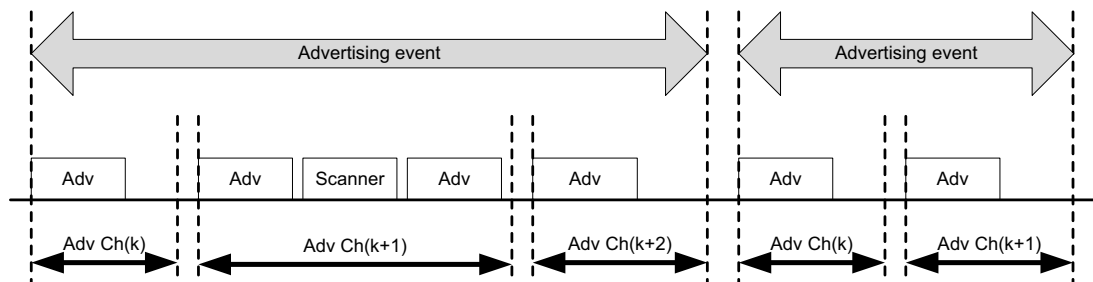 Advertising event
Advertising event
Adv
Adv
Scanner
Adv
Adv
Adv
Adv
Adv Ch(k)
Adv Ch(k+1)
Adv Ch(k+2)
Adv Ch(k)
Adv Ch(k+1)